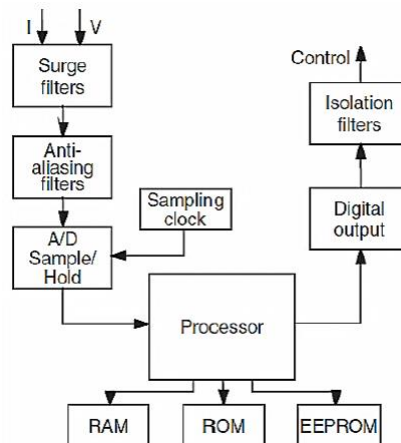 I V
Surge
filters
Anti-
aliasing
filters
A/D
Sample/
Hold
Sampling
clock
Processor
RAM
ROM
EEPROM
Digital
output
Isolation
filters
Control